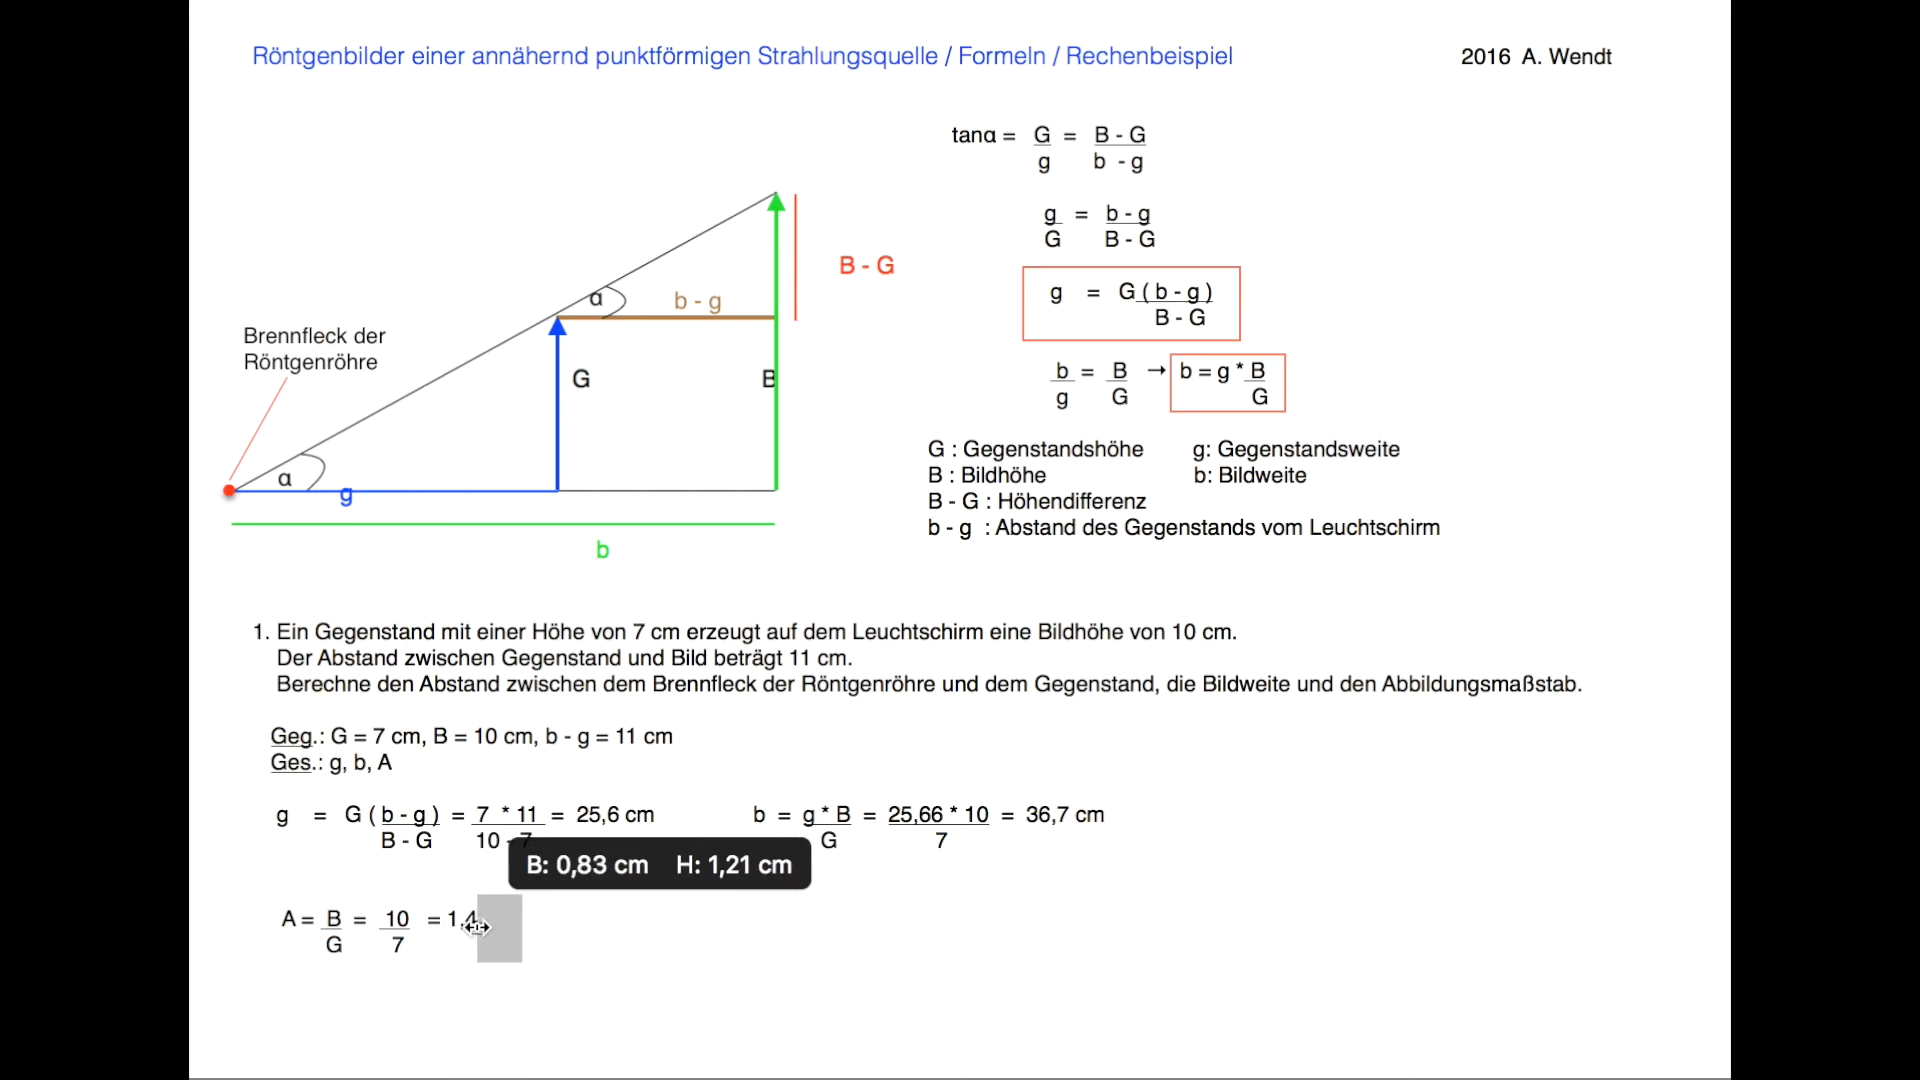 Röntgenbilder einer annähernd punktförmigen Strahlungsquelle / Formeln / Rechenbeispiel
2016 A. Wendt
tanα = G = B - G
g b - g
g = b - g
G B - G
g = G ( b - g )
B - G
b = B → b = g * B
g G G
B - G
α b - g
Brennfleck der
Röntgenröhre
G B
α g
b
G : Gegenstandshöhe g: Gegenstandsweite
B : Bildhöhe b: Bildweite
B - G : Höhendifferenz
b - g : Abstand des Gegenstands vom Leuchtschirm
1. Ein Gegenstand mit einer Höhe von 7 cm erzeugt auf dem Leuchtschirm eine Bildhöhe von 10 cm.
Der Abstand zwischen Gegenstand und Bild beträgt 11 cm.
Berechne den Abstand zwischen dem Brennfleck der Röntgenröhre und dem Gegenstand, die Bildweite und den Abbildungsmaßstab.
Geg.: G = 7 cm, B = 10 cm, b - g = 11 cm
Ges.: g, b, A
g = G ( b - g ) = 7 * 11 = 25,6 cm b = g * B = 25,66 * 10 = 36,7 cm
B - G 10 - 7 G 7
B: 0,83 cm H: 1,21 cm
A = B = 10 = 1,4
G 7